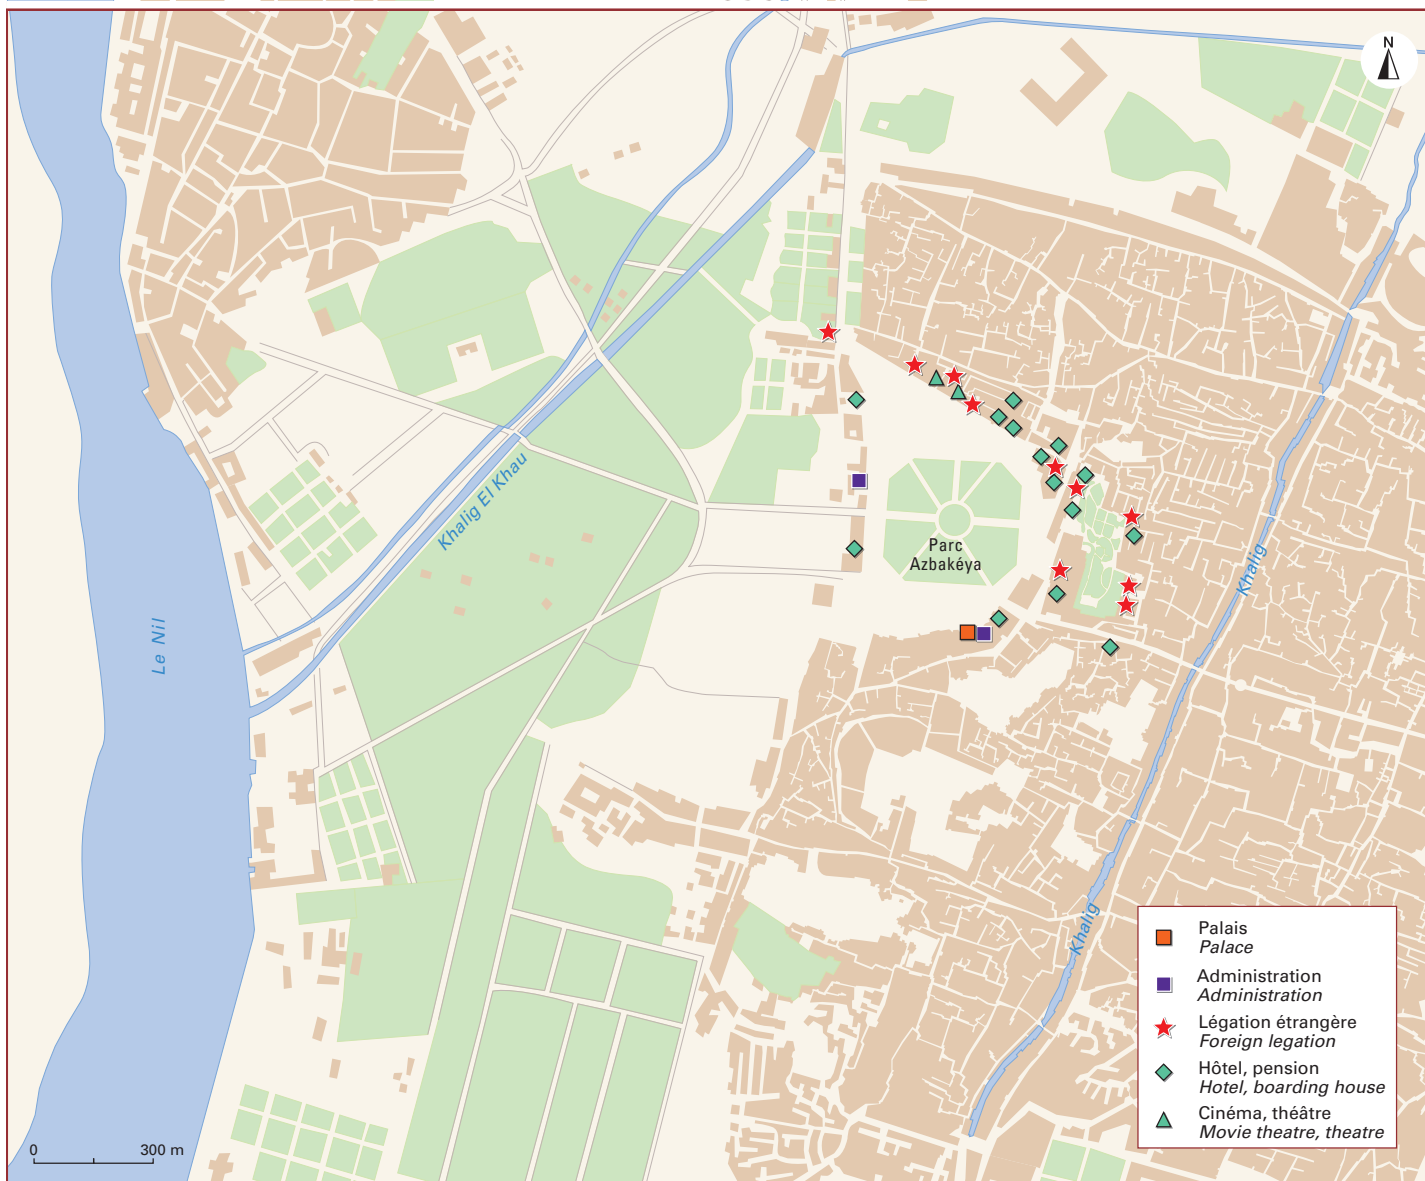 N
Khalig El Khau
Parc
Azbakéya
Khalig
Le Nil
Khalig
Palais
Palace
Administration
Administration
Légation étrangère
Foreign legation
Hôtel, pension
Hotel, boarding house
Cinéma, théâtre
Movie theatre, theatre
0 300 m